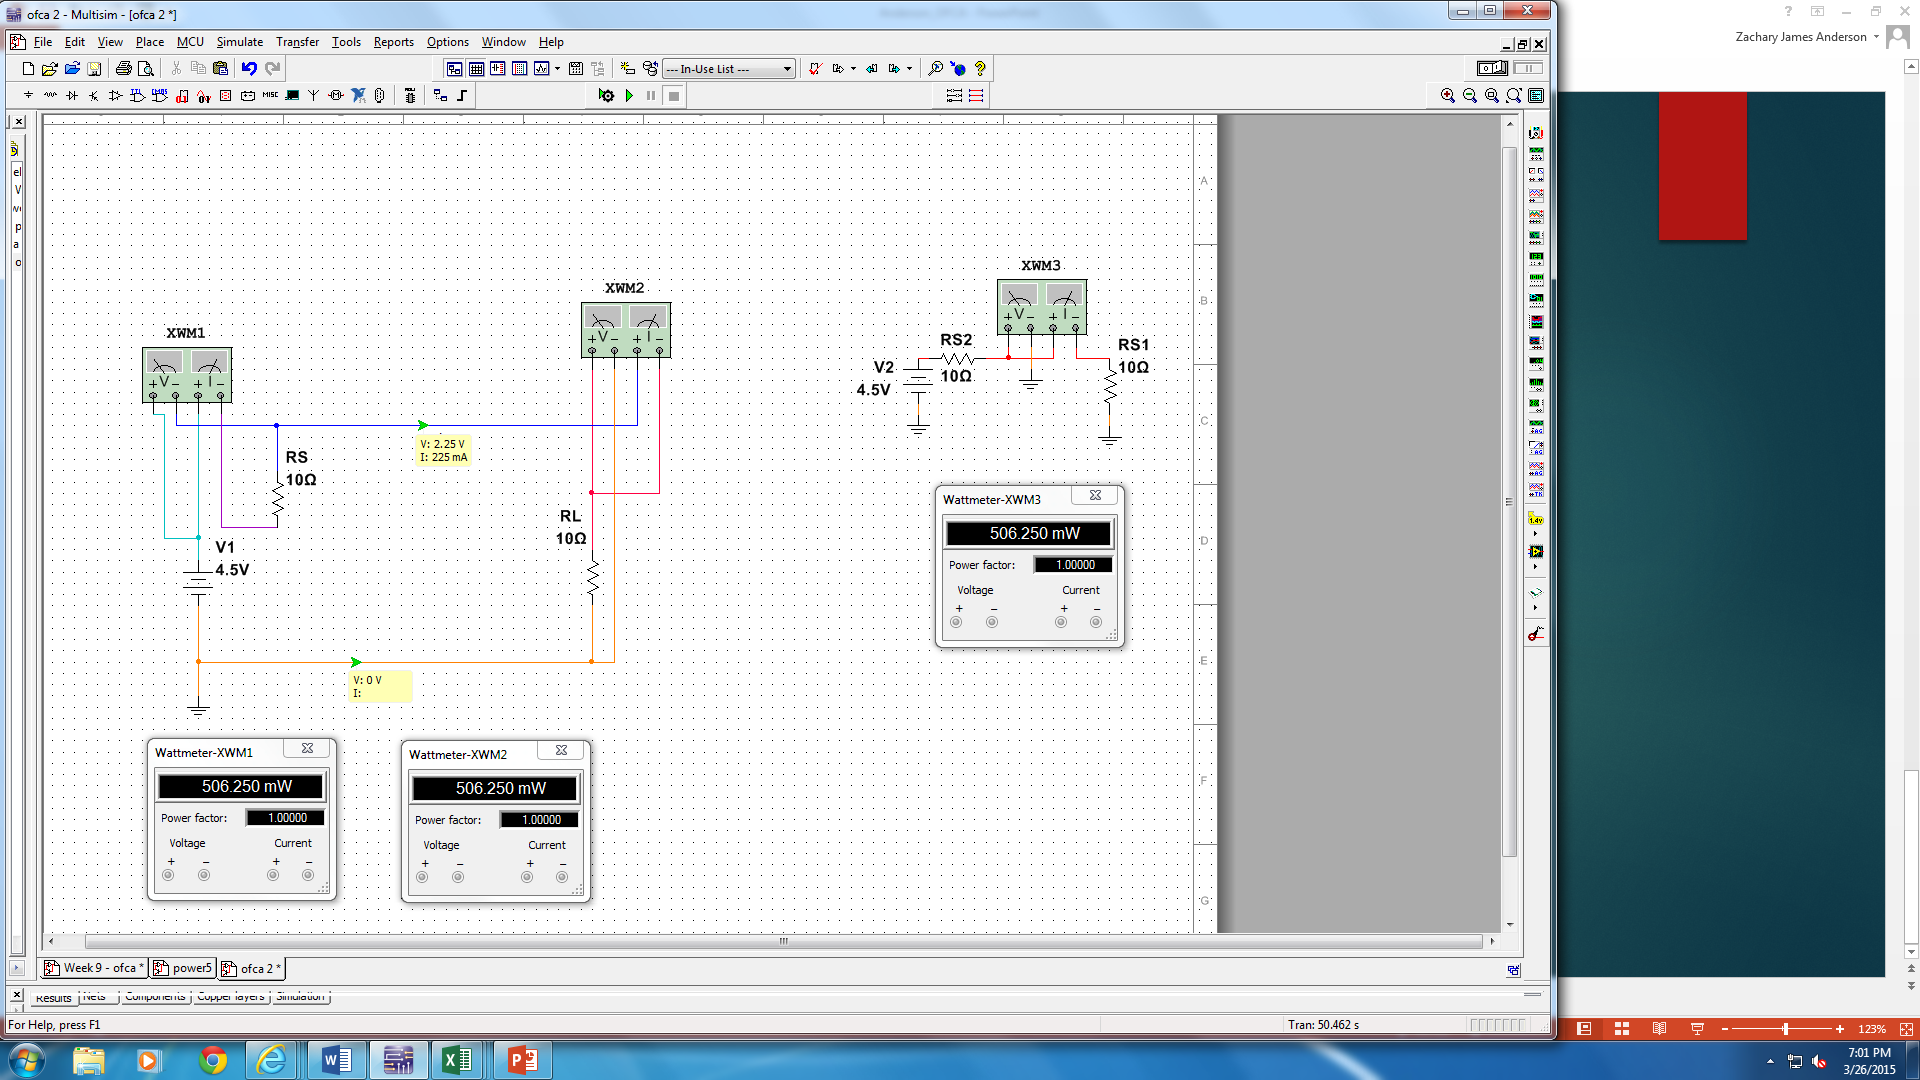 ofca 2 - Multisim - [ofca 2 *]
Zachary James Anderson
File Edit View Place MCU Simulate Transfer Tools Reports Options Window Help
--- In-Use List ---
MISC
A
B
C
D
E
F
G
XWM1
+ V - + I -
XWM2
+ V - + I -
XWM3
+ V - + I -
RS
10Ω
V1
4.5V
V: 2.25 V
I: 225 mA
RL
10Ω
V: 0 V
I:
V2
4.5V
RS2
10Ω
RS1
10Ω
Wattmeter-XWM3
506.250 mW
Power factor: 1.00000
Voltage Current
+ - + -
Wattmeter-XWM1
506.250 mW
Power factor: 1.00000
Voltage Current
+ - + -
Wattmeter-XWM2
506.250 mW
Power factor: 1.00000
Voltage Current
+ - + -
Week 9 - ofca * power5 ofca 2 *
Results Nets Components Copper layers Simulation
For Help, press F1
Tran: 50.462 s
123%
7:01 PM
3/26/2015